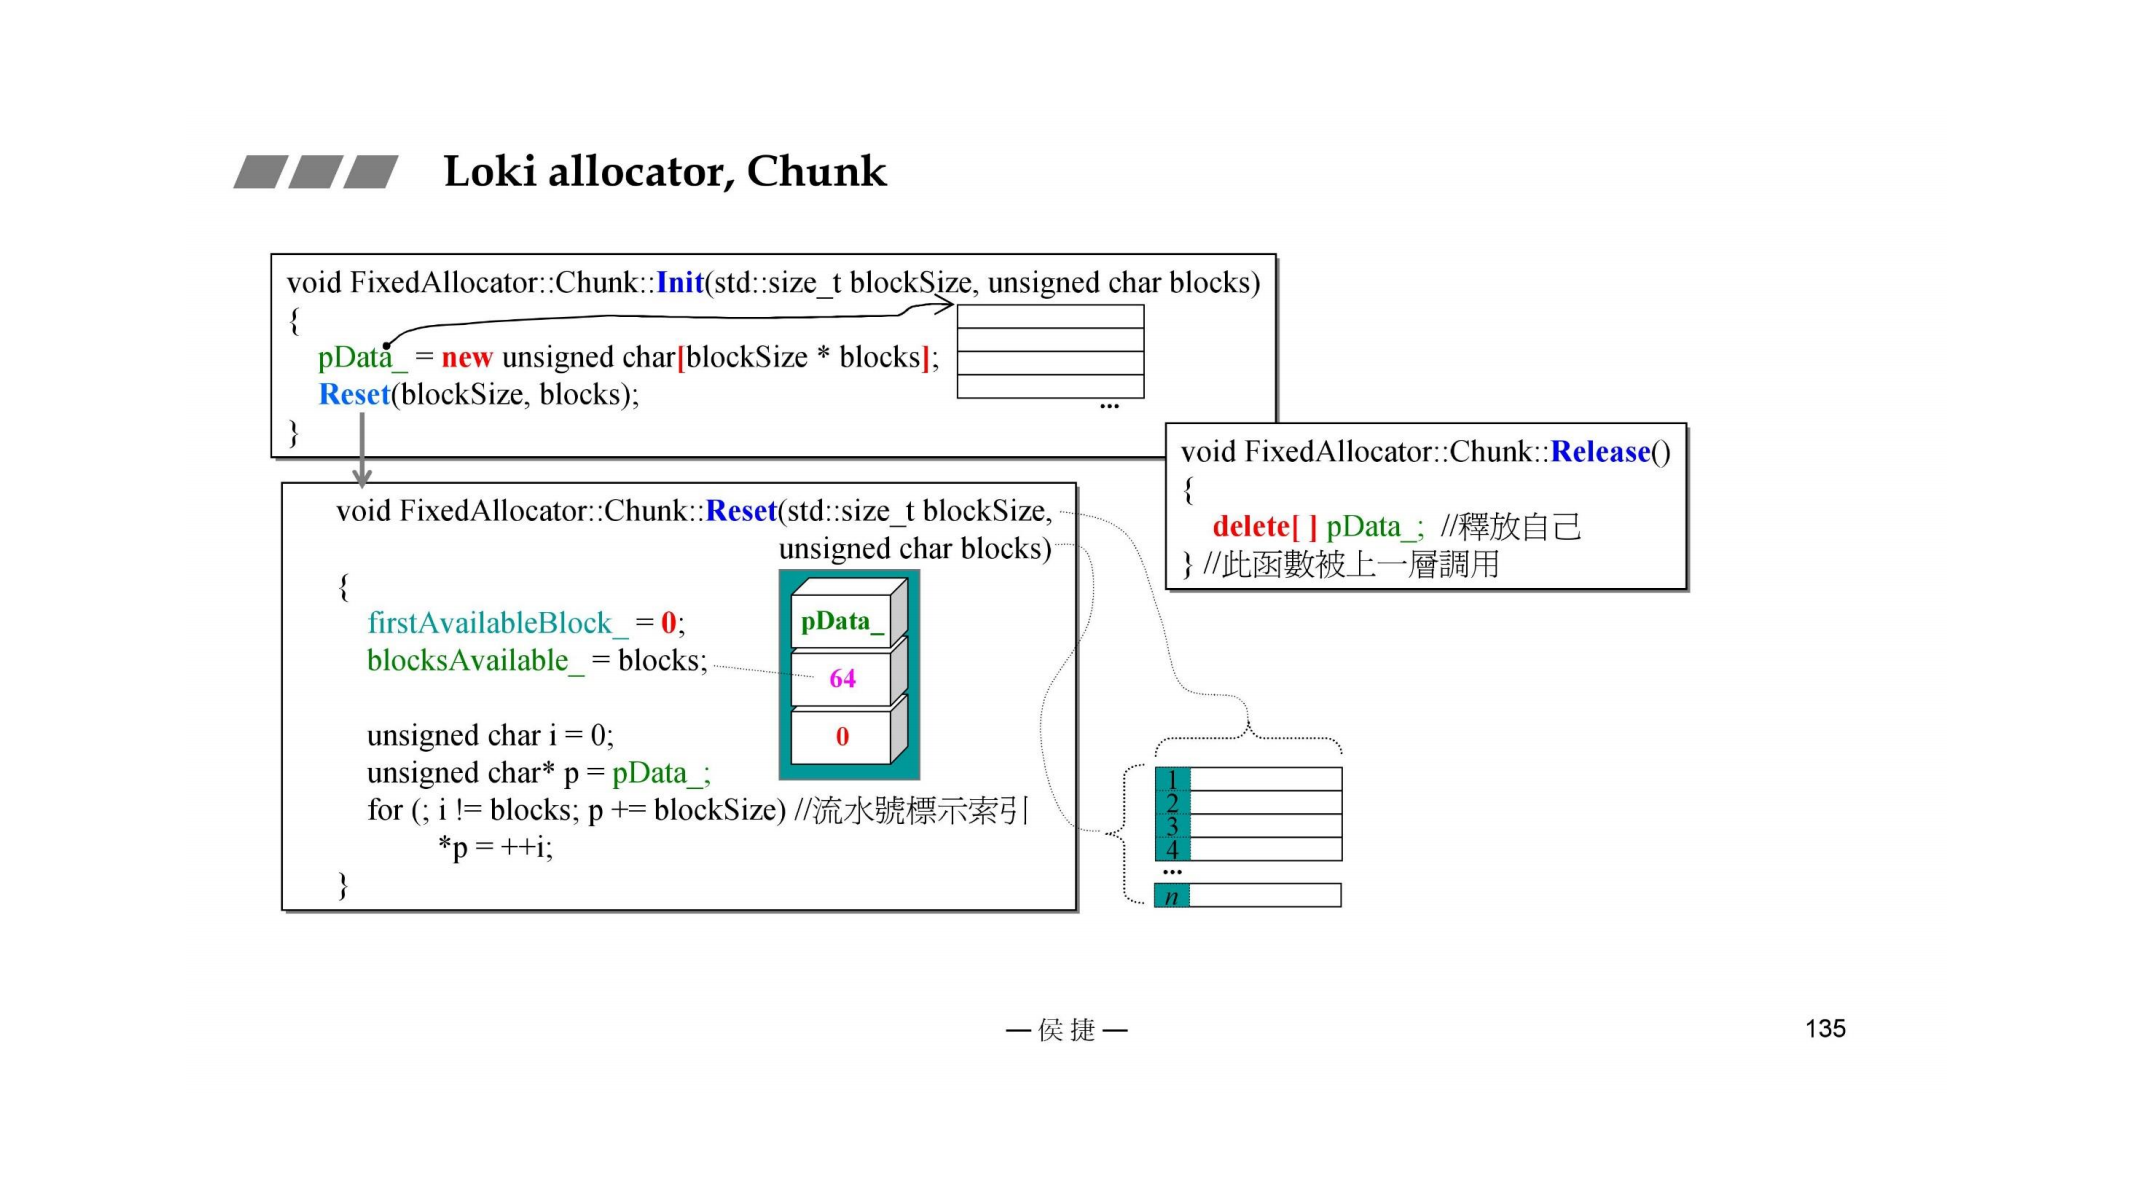 Loki allocator, Chunk
void FixedAllocator::Chunk::Init(std::size_t blockSize, unsigned char blocks)
{
pData_ = new unsigned char[blockSize * blocks];
Reset(blockSize, blocks);
}
...
void FixedAllocator::Chunk::Release()
{
delete[ ] pData_; //釋放自己
} //此函數被上一層調用
void FixedAllocator::Chunk::Reset(std::size_t blockSize,
unsigned char blocks)
{
firstAvailableBlock_ = 0;
blocksAvailable_ = blocks;
unsigned char i = 0;
unsigned char* p = pData_;
for (; i != blocks; p += blockSize) //流水號標示索引
*p = ++i;
}
pData_
64
0
1
2
3
4
...
n
— 侯 捷 —
135